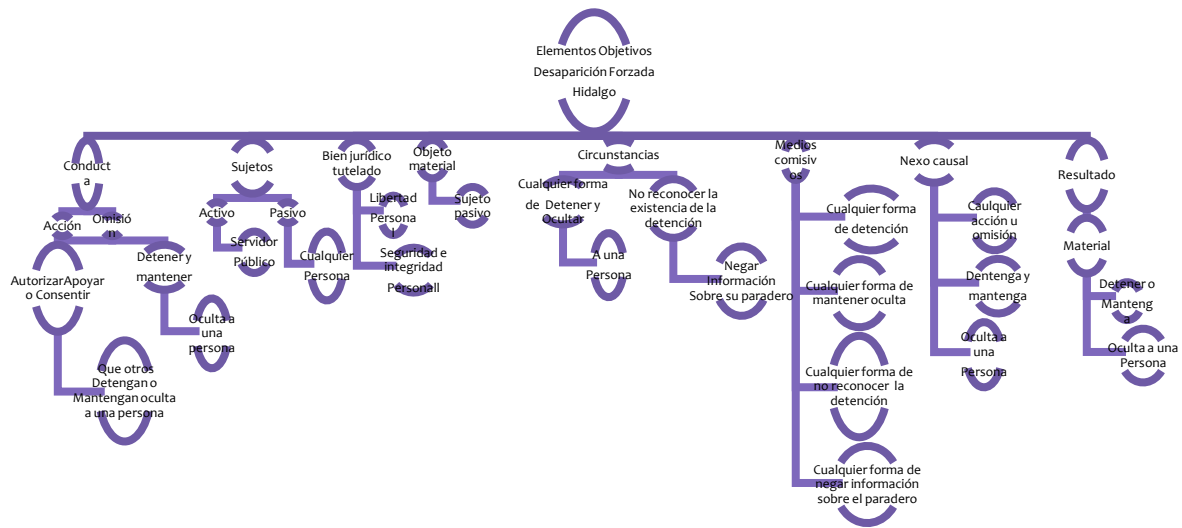 Elementos Objetivos
Desaparición Forzada
Hidalgo
Conduct
a
Acción
Omisió
n
AutorizarApoyar
o Consentir
Que otros
Detengan o
Mantengan oculta
a una persona
Detener y
mantener
Oculta a
una
persona
Sujetos
Activo
Servidor
Público
Pasivo
Cualquier
Persona
Bien jurídico
tutelado
Libertad
Persona
l
Seguridad e
integridad
Personall
Objeto
material
Sujeto
pasivo
Circunstancias
Cualquier forma
de Detener y
Ocultar
A una
Persona
No reconocer la
existencia de la
detención
Negar
Información
Sobre su paradero
Medios
comisiv
os
Cualquier forma
de detención
Cualquier forma de
mantener oculta
Cualquier forma de
no reconocer la
detención
Cualquier forma de
negar información
sobre el paradero
Nexo causal
Caulquier
acción u
omisión
Dentenga y
mantenga
Oculta a
una
Persona
Resultado
Material
Detener o
Manteng
a
Oculta a una
Persona